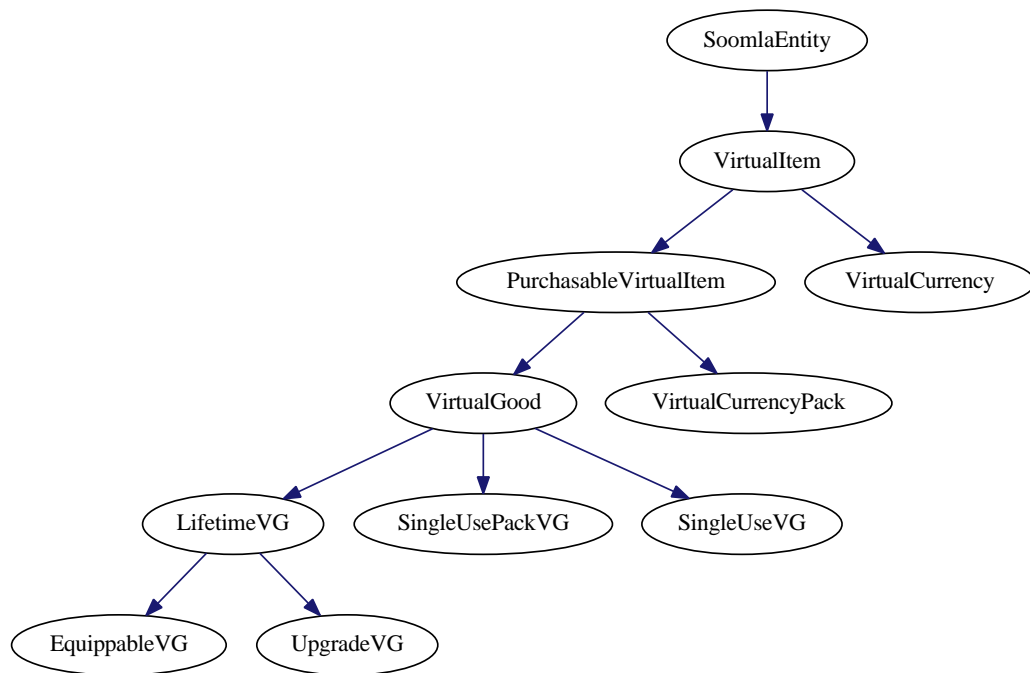 SoomlaEntity
VirtualItem
PurchasableVirtualItem
VirtualCurrency
VirtualGood
VirtualCurrencyPack
LifetimeVG
SingleUsePackVG
SingleUseVG
EquippableVG
UpgradeVG